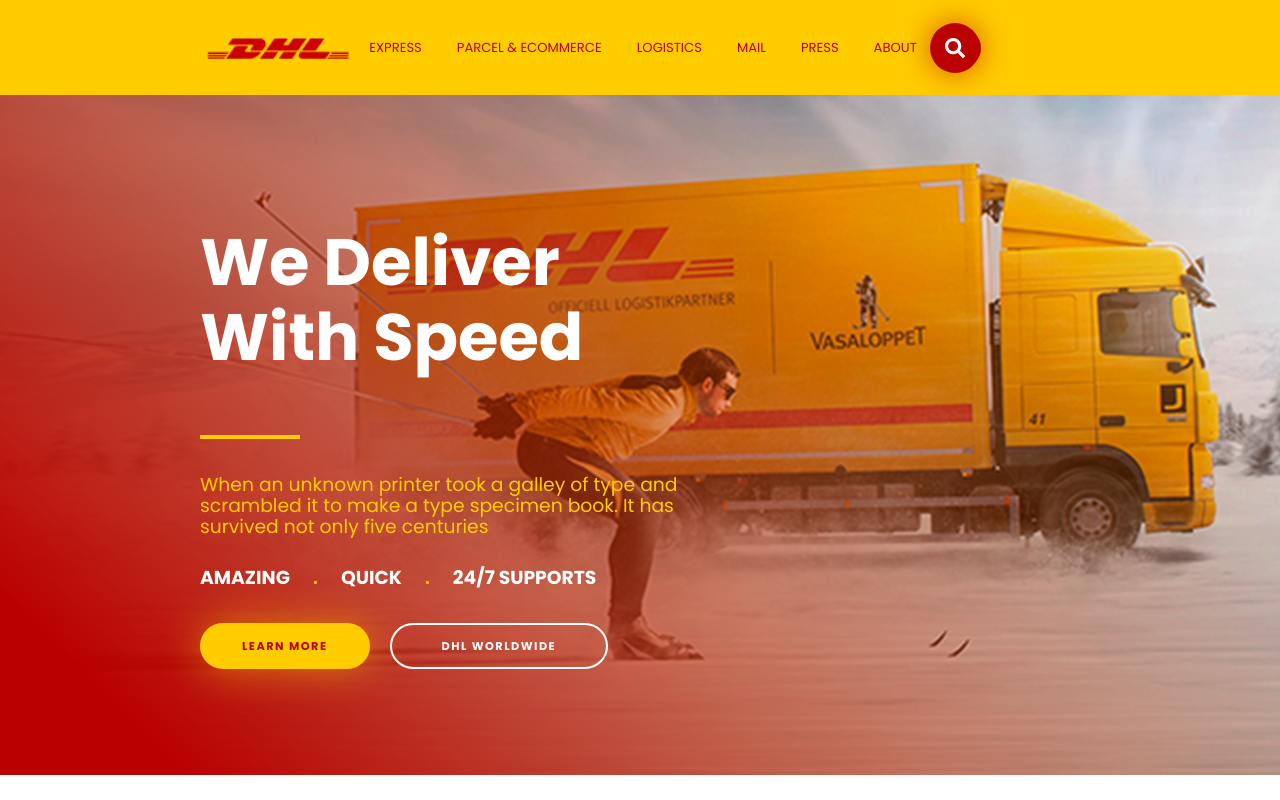 DHL EXPRESS PARCEL & ECOMMERCE LOGISTICS MAIL PRESS ABOUT
We Deliver
With Speed
DHL
OFFICIELL LOGISTIKPARTNER
VASALOPPET
41
When an unknown printer took a galley of type and
scrambled it to make a type specimen book. It has
survived not only five centuries
AMAZING . QUICK . 24/7 SUPPORTS
LEARN MORE DHL WORLDWIDE